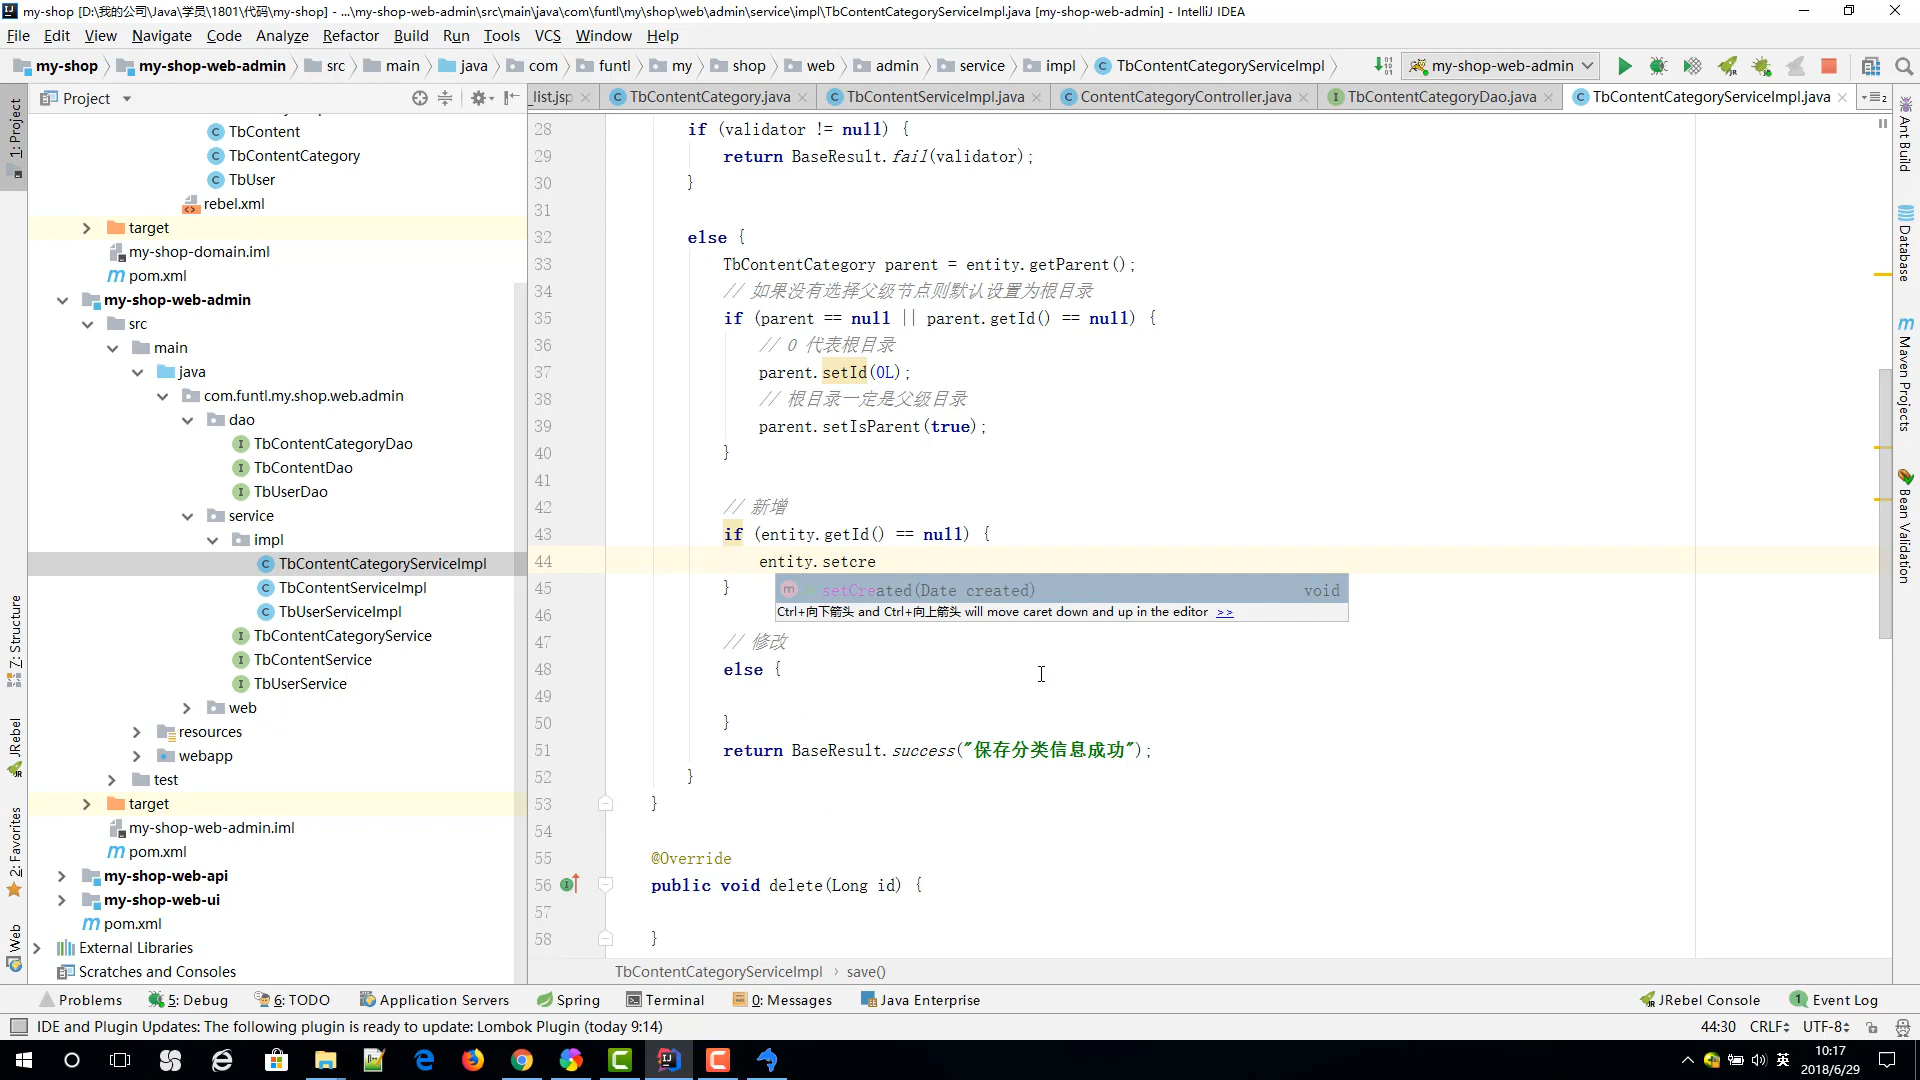 my-shop [D:\我的公司\Java\学员\1801\代码\my-shop] - ...\my-shop-web-admin\src\main\java\com\funtl\my\shop\web\admin\service\impl\TbContentCategoryServiceImpl.java [my-shop-web-admin] - IntelliJ IDEA
File Edit View Navigate Code Analyze Refactor Build Run Tools VCS Window Help
my-shop my-shop-web-admin src main java com funtl my shop web admin service impl TbContentCategoryServiceImpl my-shop-web-admin
Project _list.jsp TbContentCategory.java TbContentServiceImpl.java ContentCategoryController.java TbContentCategoryDao.java TbContentCategoryServiceImpl.java
1: Project
7: Structure
JRebel
2: Favorites
Web
TbContent
TbContentCategory
TbUser
rebel.xml
target
my-shop-domain.iml
pom.xml
my-shop-web-admin
src
main
java
com.funtl.my.shop.web.admin
dao
TbContentCategoryDao
TbContentDao
TbUserDao
service
impl
TbContentCategoryServiceImpl
TbContentServiceImpl
TbUserServiceImpl
TbContentCategoryService
TbContentService
TbUserService
web
resources
webapp
test
target
my-shop-web-admin.iml
pom.xml
my-shop-web-api
my-shop-web-ui
pom.xml
External Libraries
Scratches and Consoles
28 if (validator != null) {
29 return BaseResult.fail(validator);
30 }
31
32 else {
33 TbContentCategory parent = entity.getParent();
34 // 如果没有选择父级节点则默认设置为根目录
35 if (parent == null || parent.getId() == null) {
36 // 0 代表根目录
37 parent.setId(0L);
38 // 根目录一定是父级目录
39 parent.setIsParent(true);
40 }
41
42 // 新增
43 if (entity.getId() == null) {
44 entity.setcre
45 }
setCreated(Date created) void
Ctrl+向下箭头 and Ctrl+向上箭头 will move caret down and up in the editor >>
46
47 // 修改
48 else {
49
50 }
51 return BaseResult.success("保存分类信息成功");
52 }
53 }
54
55 @Override
56 public void delete(Long id) {
57
58 }
TbContentCategoryServiceImpl › save()
Ant Build
Database
Maven Projects
Bean Validation
Problems 5: Debug 6: TODO Application Servers Spring Terminal 0: Messages Java Enterprise JRebel Console 1 Event Log
IDE and Plugin Updates: The following plugin is ready to update: Lombok Plugin (today 9:14) 44:30 CRLF UTF-8
英 10:17
2018/6/29